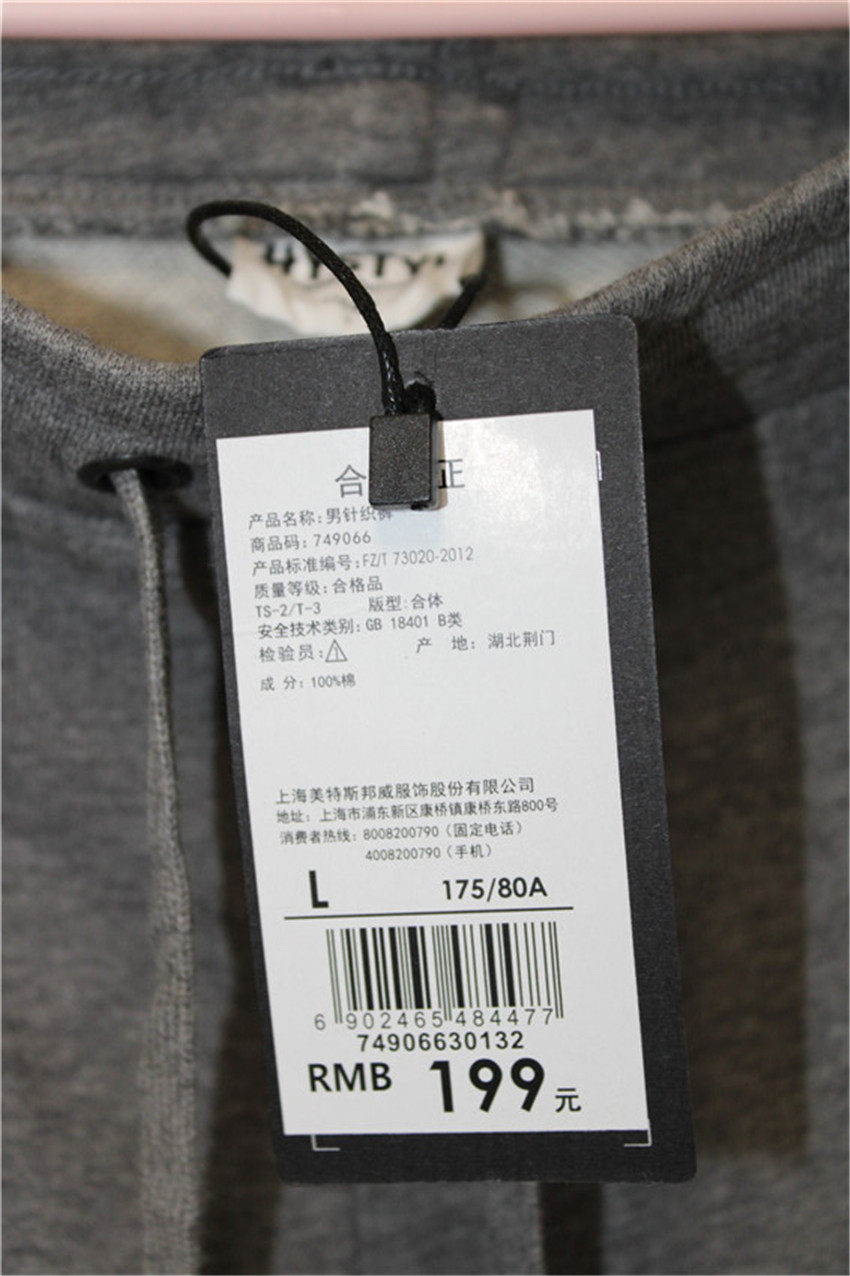 合 正
产品名称:男针织裤
商品码: 749066
产品标准编号:FZ/T 73020-2012
质量等级:合格品
TS-2/T-3 版型:合体
安全技术类别: GB 18401 B类
检验员: 1 产 地: 湖北荆门
成 分: 100%棉
上海美特斯邦威服饰股份有限公司
地址: 上海市浦东新区康桥镇康桥东路800号
消费者热线: 8008200790 (固定电话)
4008200790 (手机)
L 175/80A
6 902465 484477
74906630132
RMB 199元